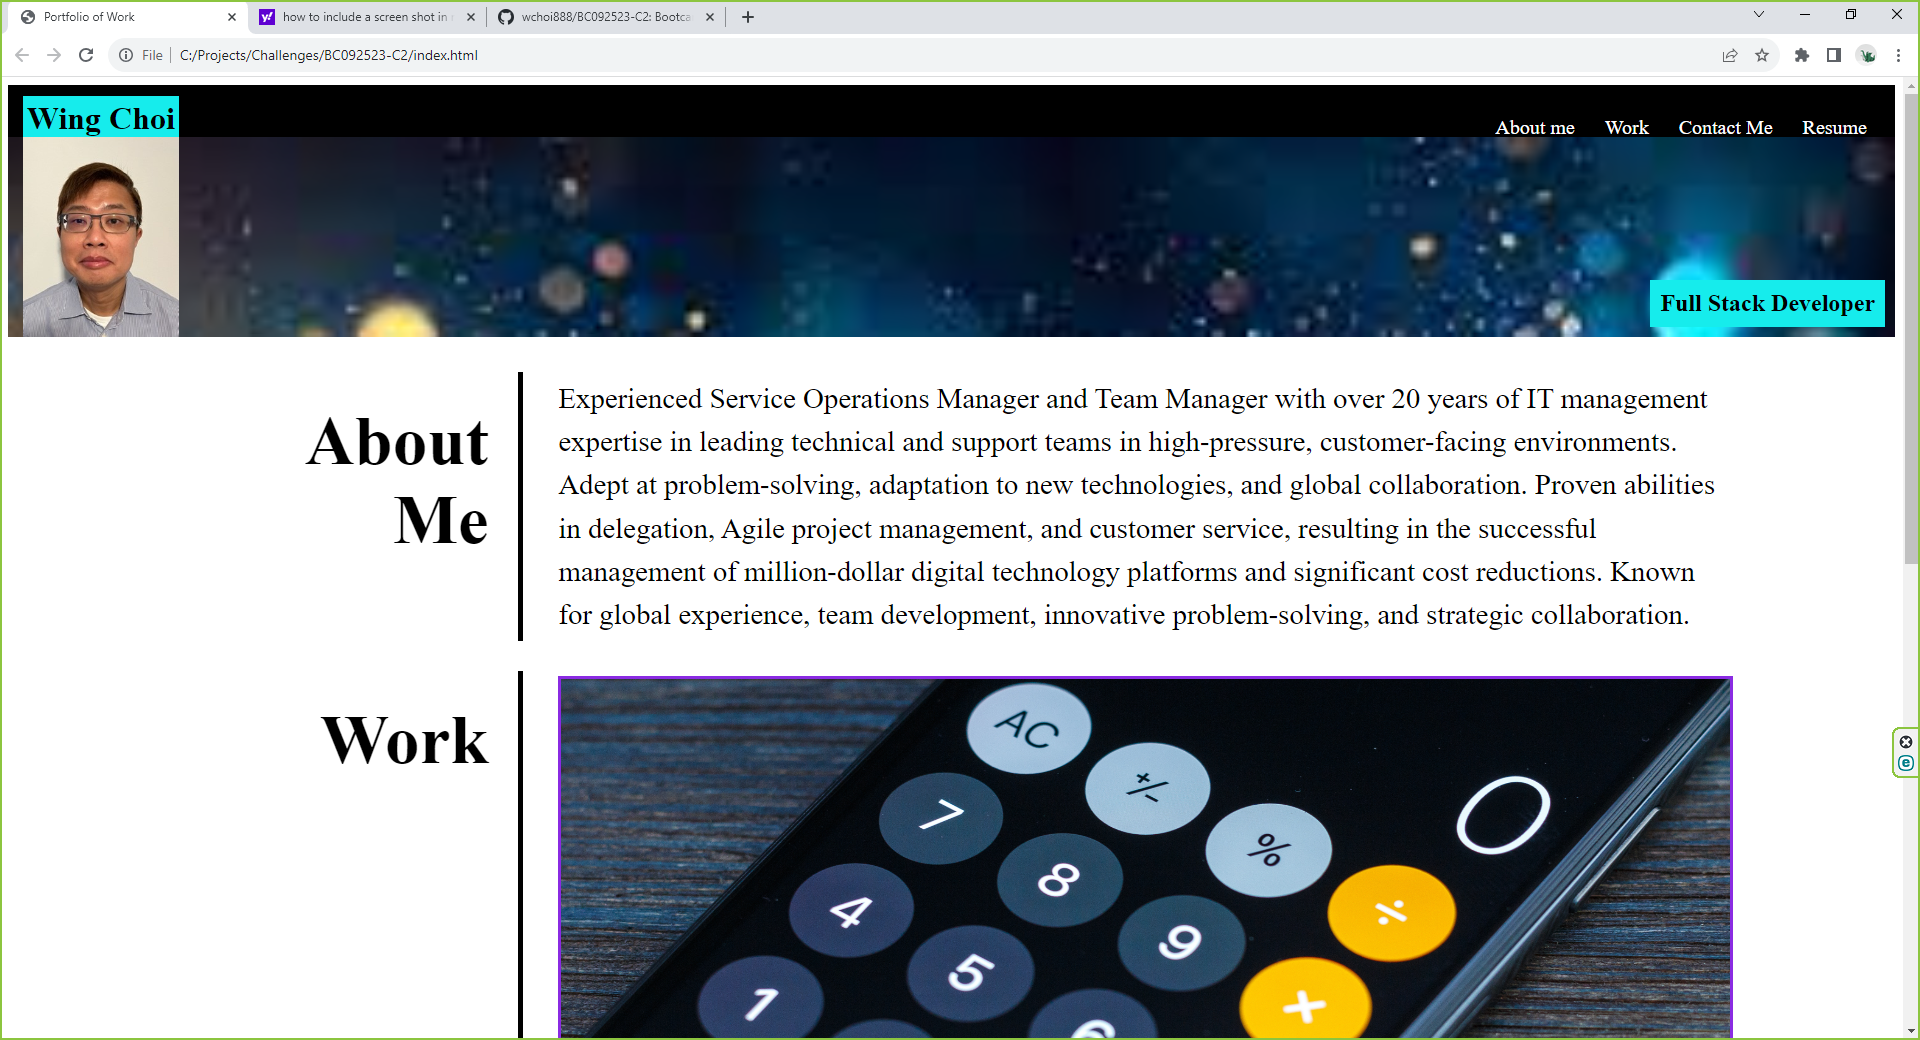 Portfolio of Work
how to include a screen shot in
wchoi888/BC092523-C2: Bootca
File
C:/Projects/Challenges/BC092523-C2/index.html
Wing Choi
About me
Work
Contact Me
Resume
Full Stack Developer
About
Me
Experienced Service Operations Manager and Team Manager with over 20 years of IT management
expertise in leading technical and support teams in high-pressure, customer-facing environments.
Adept at problem-solving, adaptation to new technologies, and global collaboration. Proven abilities
in delegation, Agile project management, and customer service, resulting in the successful
management of million-dollar digital technology platforms and significant cost reductions. Known
for global experience, team development, innovative problem-solving, and strategic collaboration.
Work
AC
+/-
%
0
7
8
9
÷
4
5
6
+
1